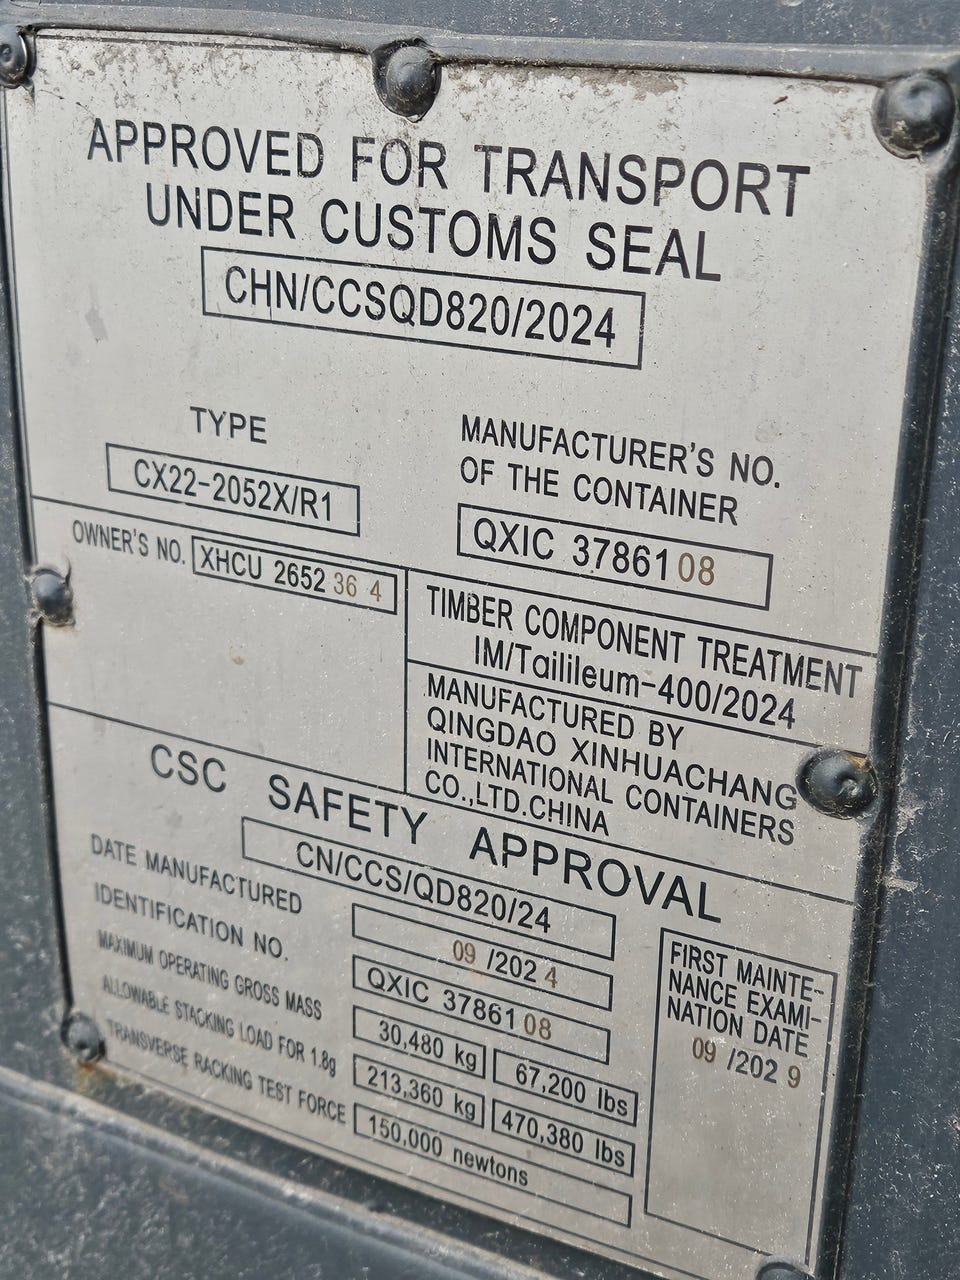 APPROVED FOR TRANSPORT
UNDER CUSTOMS SEAL
CHN/CCSQD820/2024
TYPE
CX22-2052X/R1
MANUFACTURER'S NO.
OF THE CONTAINER
QXIC 3786108
OWNER'S NO. XHCU 2652 36 4
TIMBER COMPONENT TREATMENT
IM/Tailileum-400/2024
MANUFACTURED BY
QINGDAO XINHUACHANG
INTERNATIONAL CONTAINERS
CO.,LTD.CHINA
CSC SAFETY APPROVAL
CN/CCS/QD820/24
DATE MANUFACTURED 09 /202 4
IDENTIFICATION NO. QXIC 3786108
MAXIMUM OPERATING GROSS MASS 30,480 kg 67,200 lbs
ALLOWABLE STACKING LOAD FOR 1.8g 213,360 kg 470,380 lbs
TRANSVERSE RACKING TEST FORCE 150,000 newtons
FIRST MAINTE-
NANCE EXAMI-
NATION DATE
09 /202 9